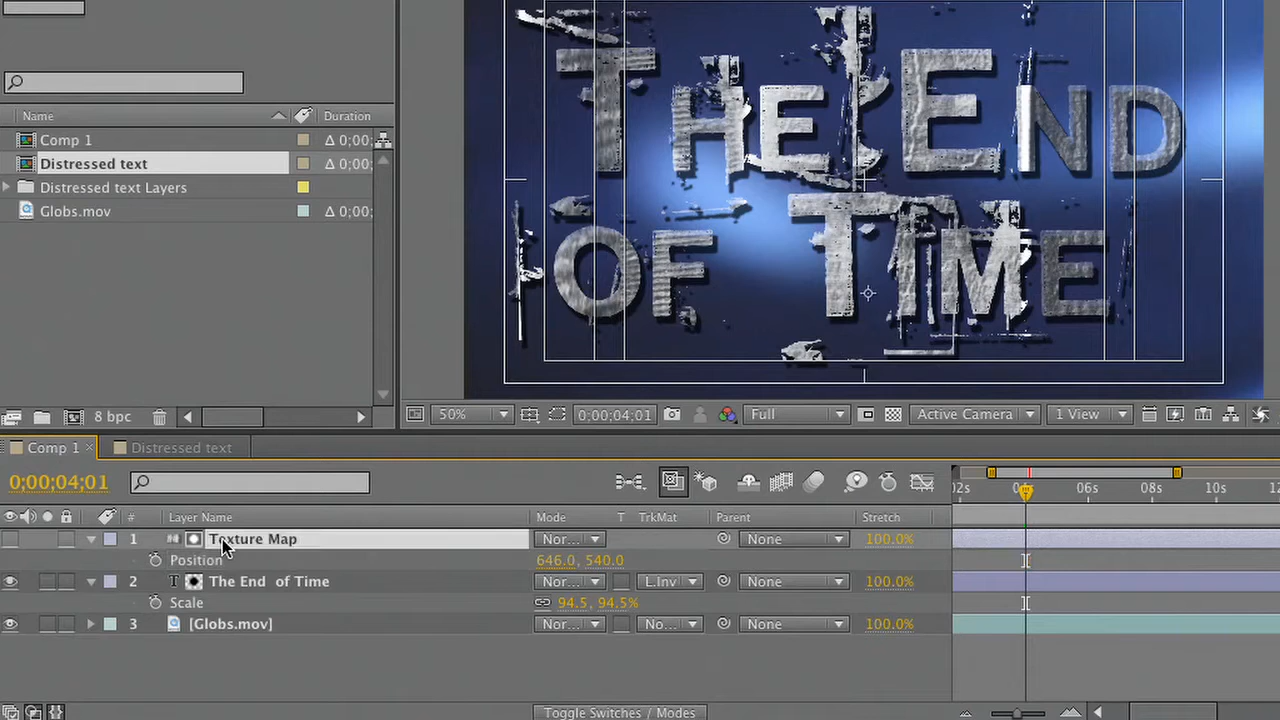 The End
of Time
Name Duration
Comp 1 Δ 0;00;
Distressed text Δ 0;00;
Distressed text Layers
Globs.mov Δ 0;00;
8 bpc
50% 0;00;04;01 Full Active Camera 1 View
Comp 1 × Distressed text
0;00;04;01 02s 06s 08s 10s
# Layer Name Mode T TrkMat Parent Stretch
1 Texture Map Nor... None 100.0%
Position 646.0, 540.0
2 The End of Time Nor... L.Inv None 100.0%
Scale 94.5, 94.5%
3 [Globs.mov] Nor... No... None 100.0%
Toggle Switches / Modes